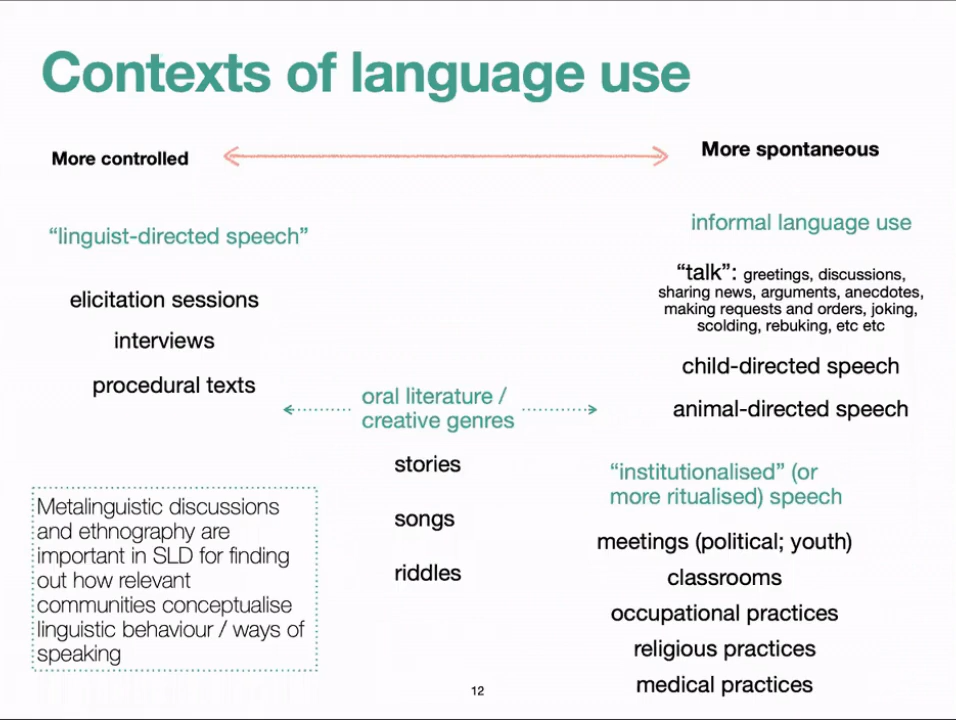 Contexts of language use
More controlled
More spontaneous
“linguist-directed speech”
elicitation sessions
interviews
procedural texts
oral literature /
creative genres
stories
songs
riddles
informal language use
“talk”: greetings, discussions,
sharing news, arguments, anecdotes,
making requests and orders, joking,
scolding, rebuking, etc etc
child-directed speech
animal-directed speech
“institutionalised” (or
more ritualised) speech
meetings (political; youth)
classrooms
occupational practices
religious practices
medical practices
Metalinguistic discussions
and ethnography are
important in SLD for finding
out how relevant
communities conceptualise
linguistic behaviour / ways of
speaking
12